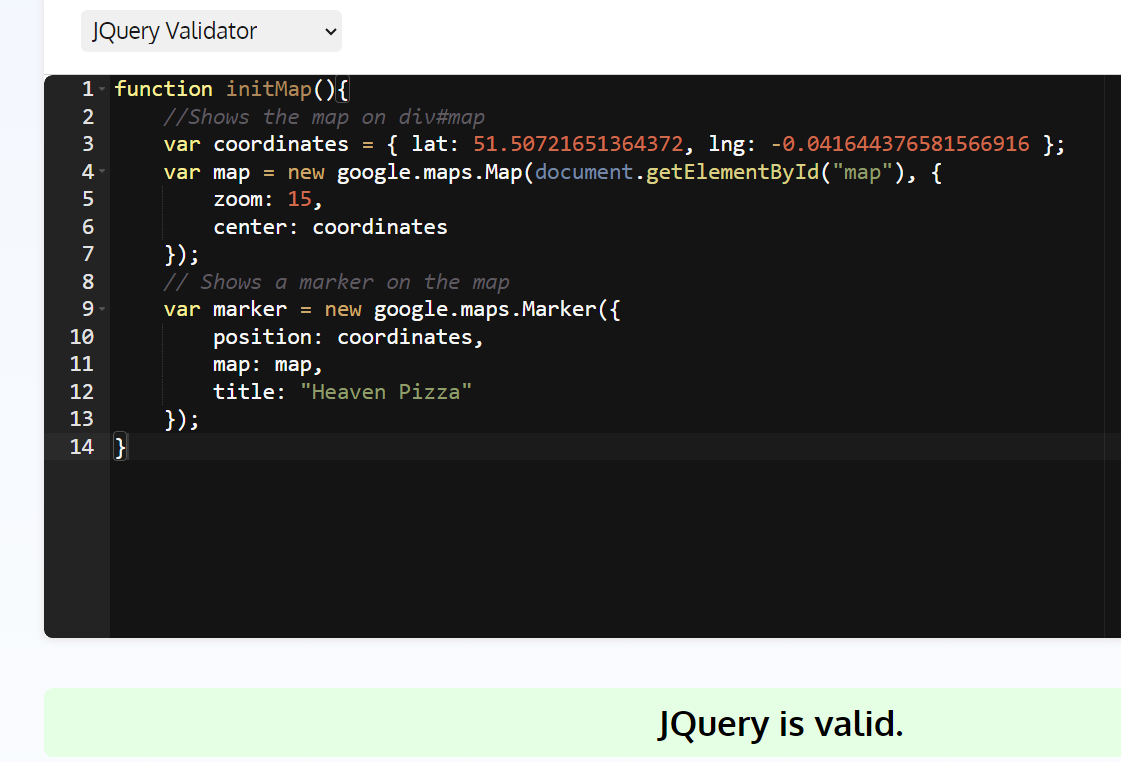 JQuery Validator
1 function initMap(){
2     //Shows the map on div#map
3     var coordinates = { lat: 51.50721651364372, lng: -0.041644376581566916 };
4     var map = new google.maps.Map(document.getElementById("map"), {
5         zoom: 15,
6         center: coordinates
7     });
8     // Shows a marker on the map
9     var marker = new google.maps.Marker({
10         position: coordinates,
11         map: map,
12         title: "Heaven Pizza"
13     });
14 }
JQuery is valid.